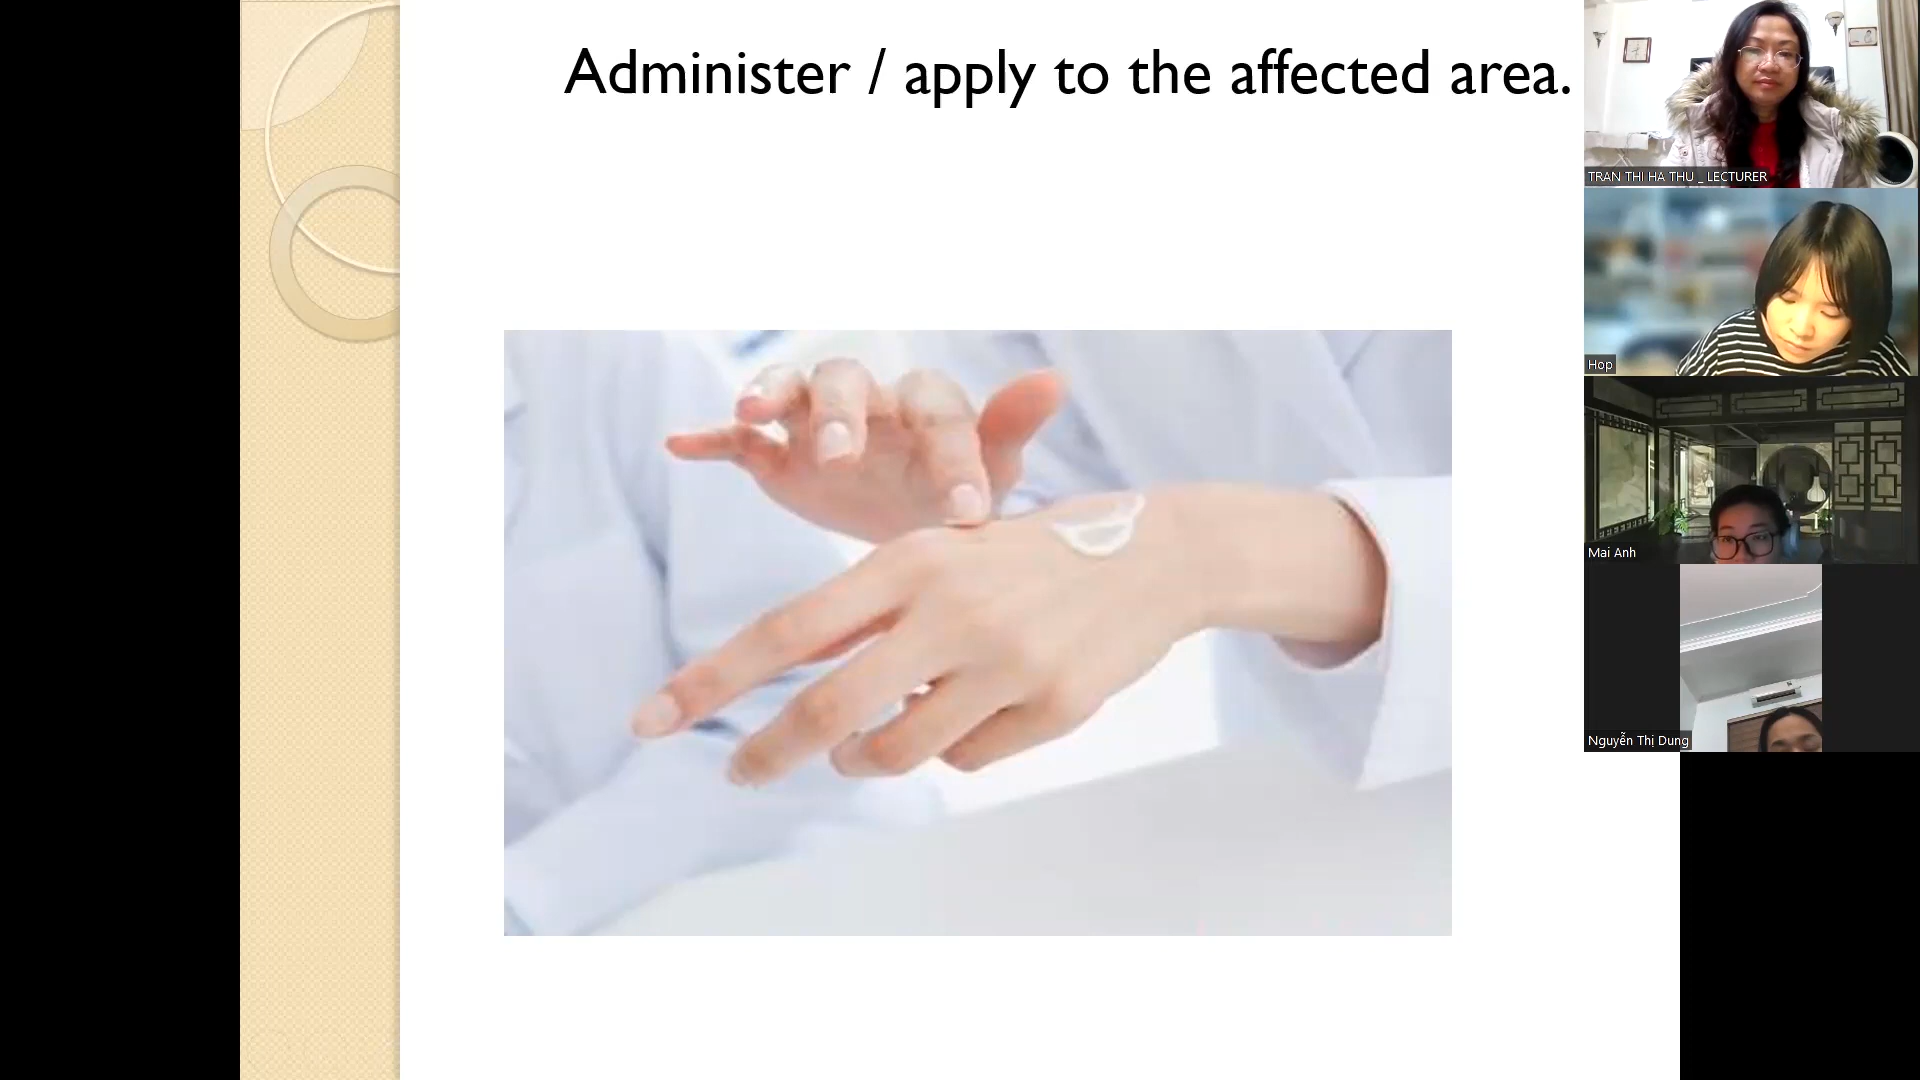 Administer / apply to the affected area.
TRAN THI HA THU _ LECTURER
Hop
Mai Anh
Nguyễn Thị Dung